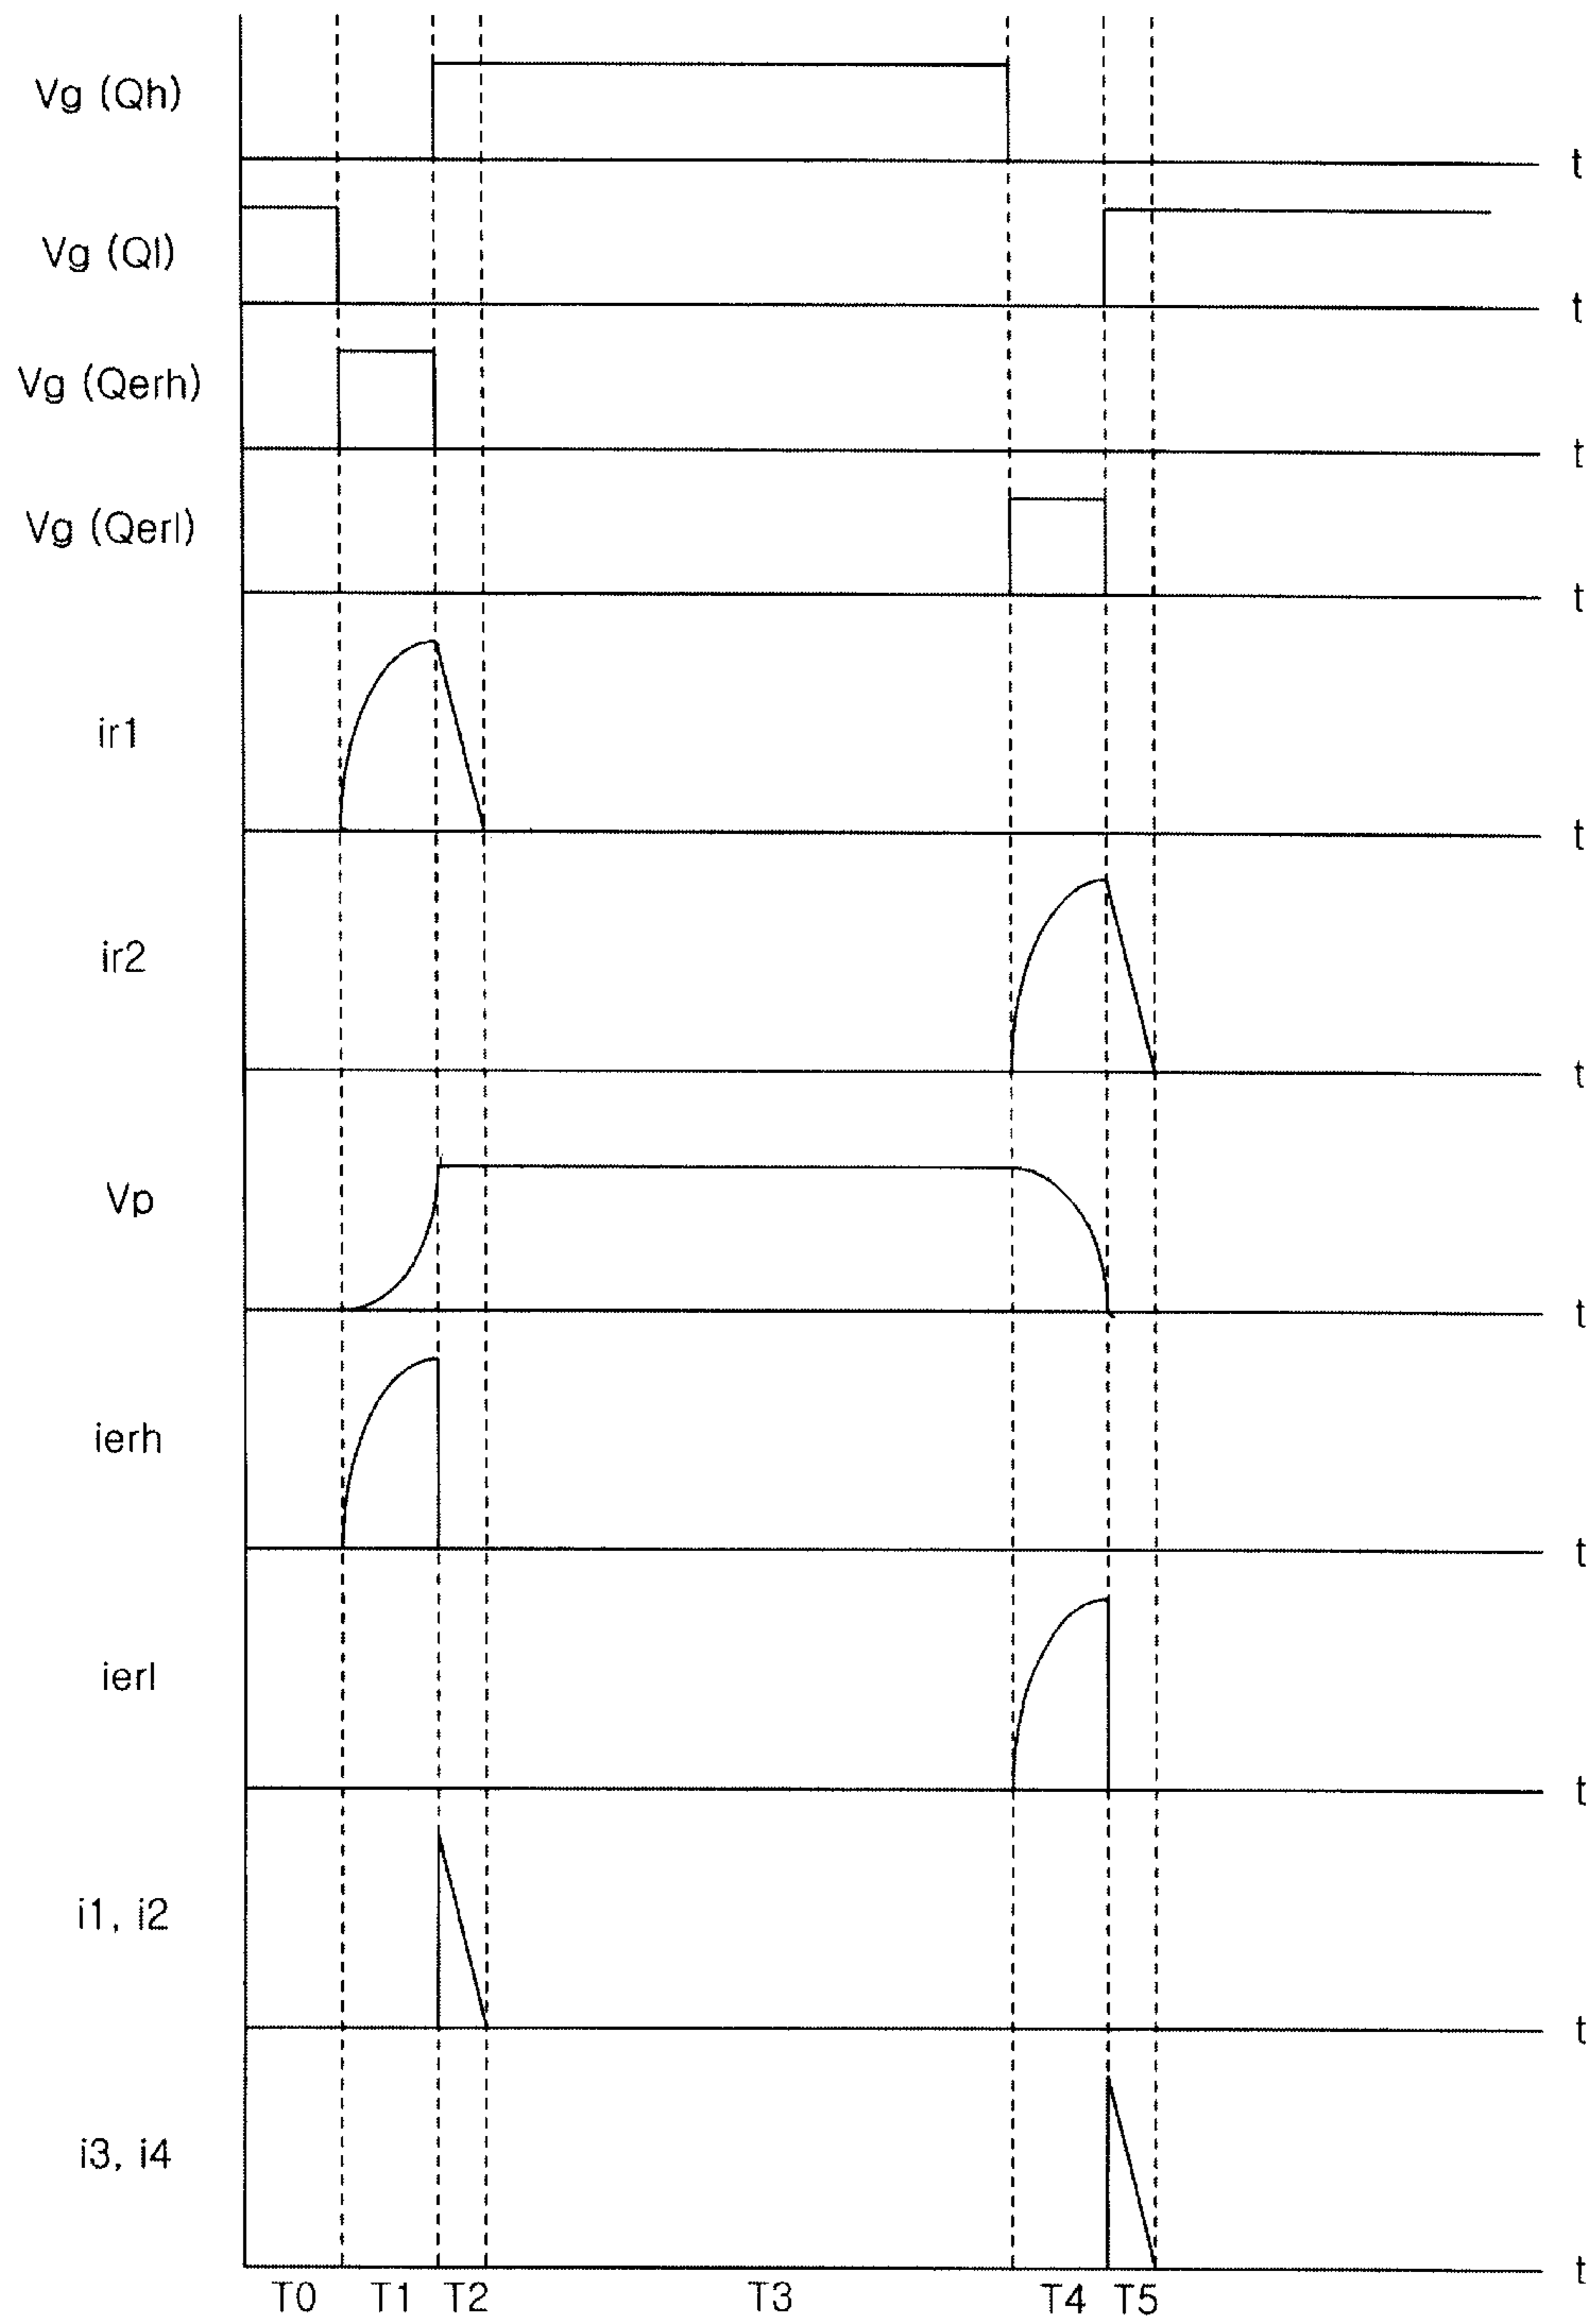 Vg (Qh)
t
Vg (Ql)
t
Vg (Qerh)
t
Vg (Qerl)
t
ir1
t
ir2
t
Vp
t
ierh
t
ierl
t
i1, i2
t
i3, i4
t
T0 T1 T2 T3 T4 T5